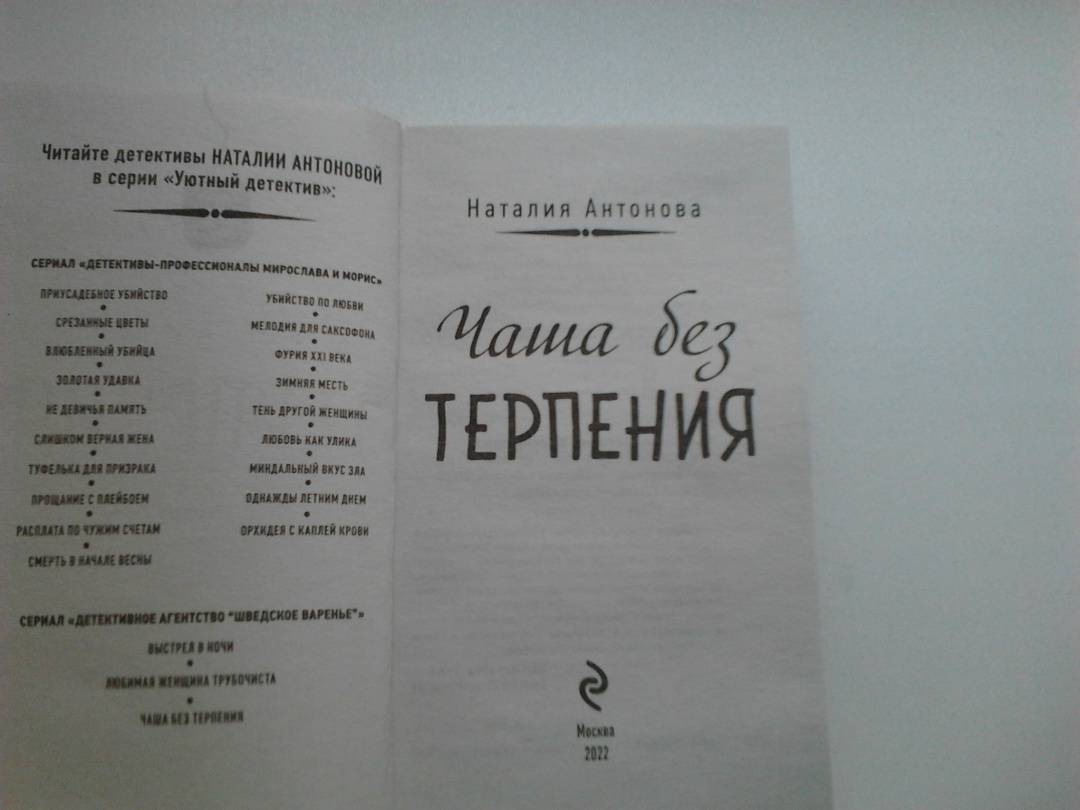 Читайте детективы НАТАЛИИ АНТОНОВОЙ
в серии «Уютный детектив»:
СЕРИАЛ «ДЕТЕКТИВЫ-ПРОФЕССИОНАЛЫ МИРОСЛАВА И МОРИС»
ПРИУСАДЕБНОЕ УБИЙСТВО
СРЕЗАННЫЕ ЦВЕТЫ
ВЛЮБЛЕННЫЙ УБИЙЦА
ЗОЛОТАЯ УДАВКА
НЕ ДЕВИЧЬЯ ПАМЯТЬ
СЛИШКОМ ВЕРНАЯ ЖЕНА
ТУФЕЛЬКА ДЛЯ ПРИЗРАКА
ПРОЩАНИЕ С ПЛЕЙБОЕМ
РАСПЛАТА ПО ЧУЖИМ СЧЕТАМ
СМЕРТЬ В НАЧАЛЕ ВЕСНЫ
УБИЙСТВО ПО ЛЮБВИ
МЕЛОДИЯ ДЛЯ САКСОФОНА
ФУРИЯ XXI ВЕКА
ЗИМНЯЯ МЕСТЬ
ТЕНЬ ДРУГОЙ ЖЕНЩИНЫ
ЛЮБОВЬ КАК УЛИКА
МИНДАЛЬНЫЙ ВКУС ЗЛА
ОДНАЖДЫ ЛЕТНИМ ДНЕМ
ОРХИДЕЯ С КАПЛЕЙ КРОВИ
СЕРИАЛ «ДЕТЕКТИВНОЕ АГЕНТСТВО "ШВЕДСКОЕ ВАРЕНЬЕ"»
ВЫСТРЕЛ В НОЧИ
ЛЮБИМАЯ ЖЕНЩИНА ТРУБОЧИСТА
ЧАША БЕЗ ТЕРПЕНИЯ
Наталия Антонова
Чаша без
ТЕРПЕНИЯ
Москва
2022